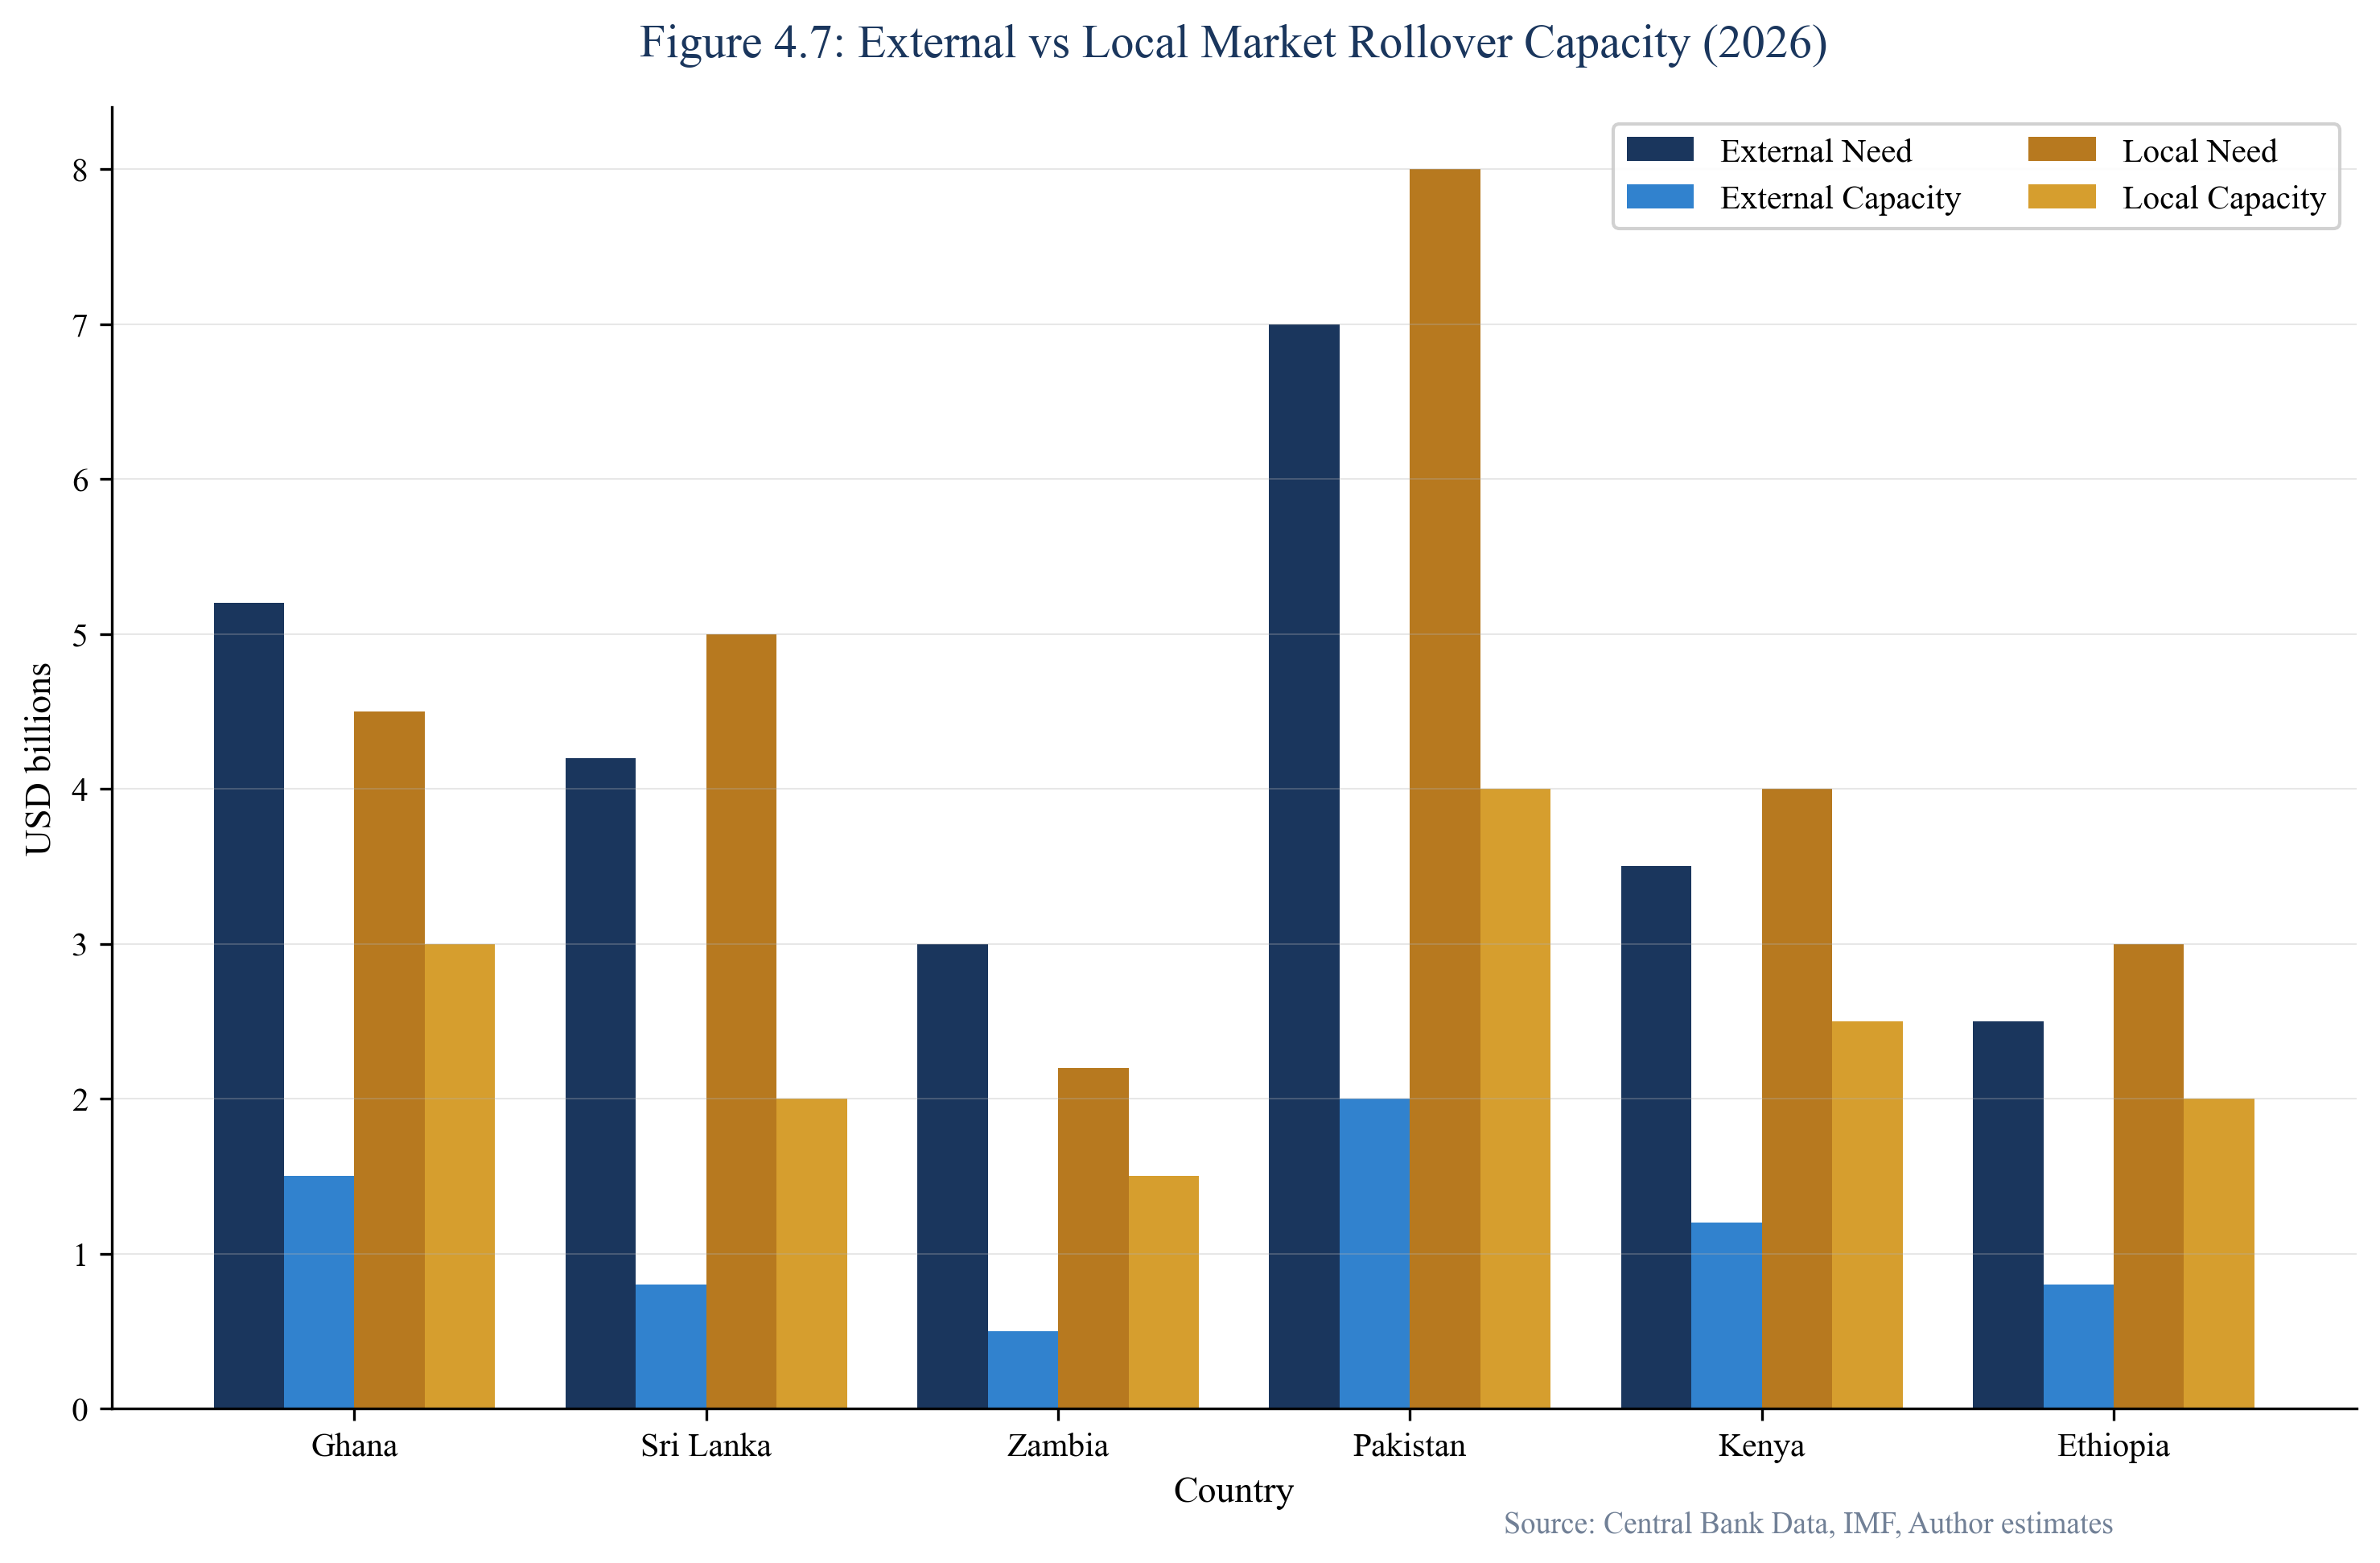 Figure 4.7: External vs Local Market Rollover Capacity (2026)
External Need
Local Need
External Capacity
Local Capacity
USD billions
8
7
6
5
4
3
2
1
0
Ghana
Sri Lanka
Zambia
Pakistan
Kenya
Ethiopia
Country
Source: Central Bank Data, IMF, Author estimates